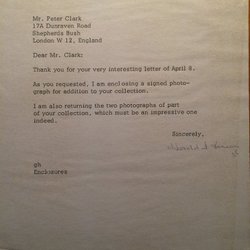 Mr. Peter Clark
17A Dunraven Road
Shepherds Bush
London W 12, England
Dear Mr. Clark:
Thank you for your very interesting letter of April 8.
As you requested, I am enclosing a signed photo-
graph for addition to your collection.
I am also returning the two photographs of part
of your collection, which must be an impressive one
indeed.
Sincerely,
gh
Enclosures